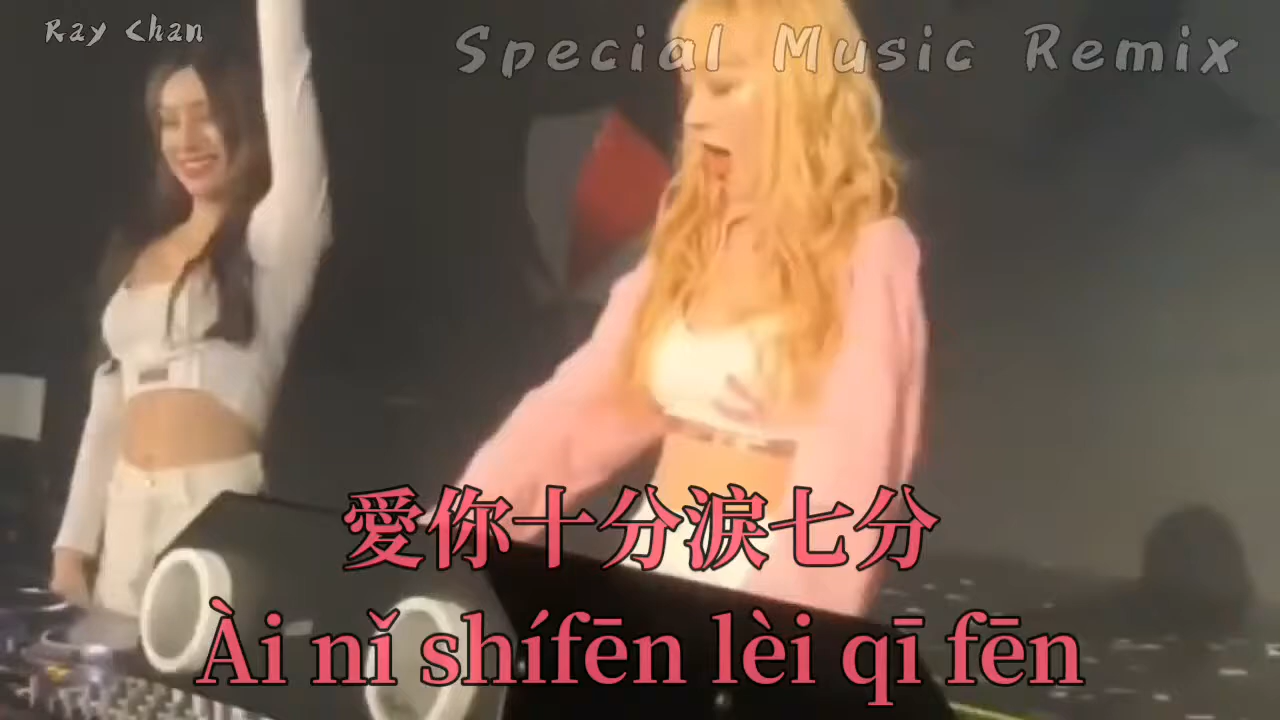 Ray Chan
Special Music Remix
愛你十分淚七分
Ài nǐ shífēn lèi qī fēn